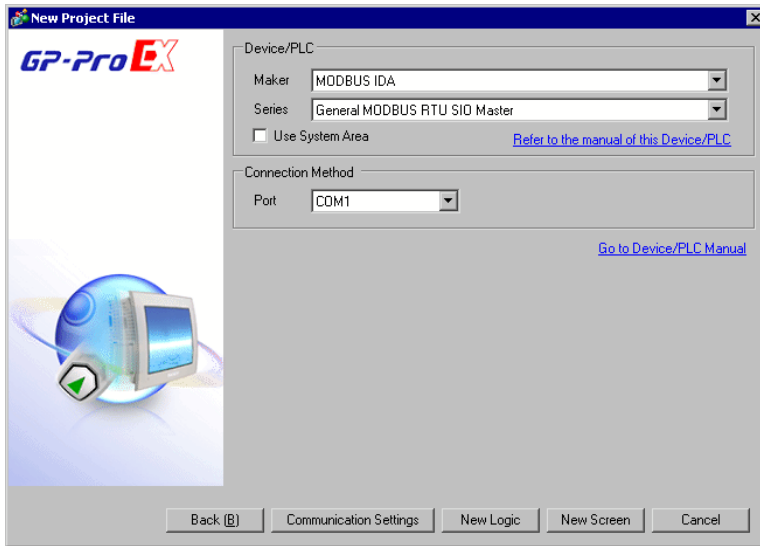 New Project File
GP-Pro EX
Device/PLC
Maker MODBUS IDA
Series General MODBUS RTU SIO Master
Use System Area Refer to the manual of this Device/PLC
Connection Method
Port COM1
Go to Device/PLC Manual
Back (B) Communication Settings New Logic New Screen Cancel